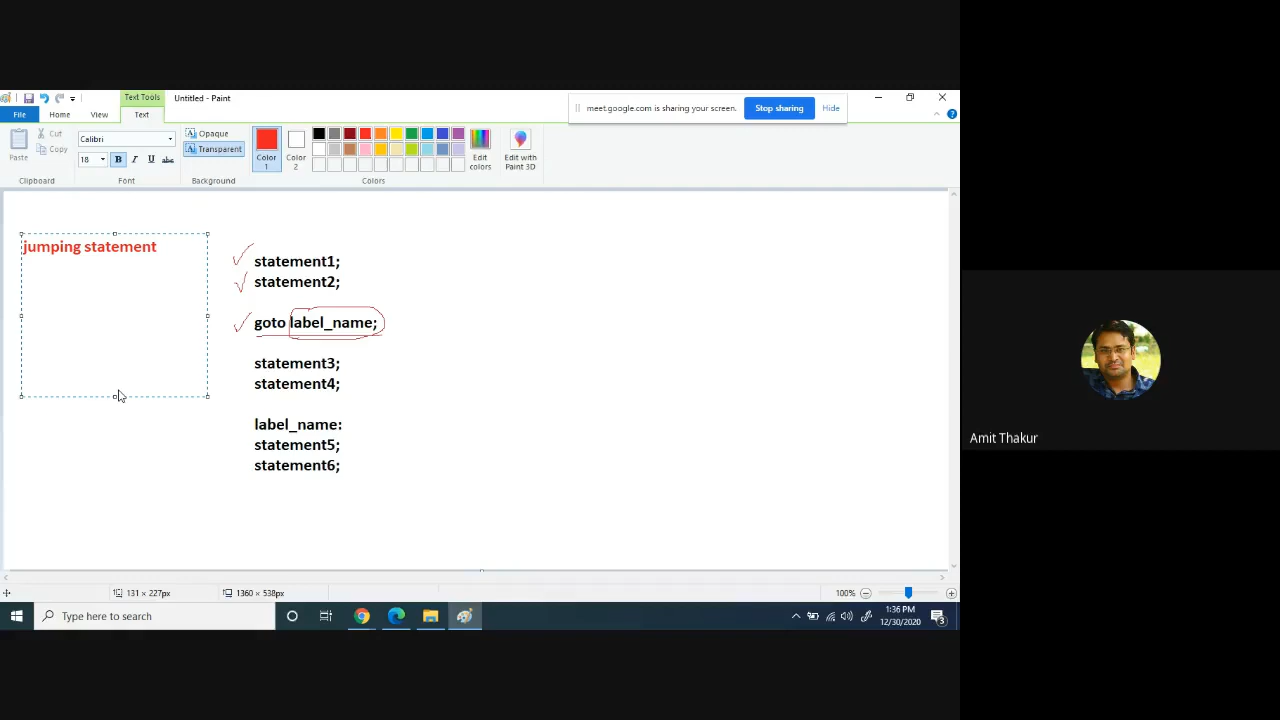 Text Tools
Untitled - Paint
meet.google.com is sharing your screen.
Stop sharing
Hide
File
Home
View
Text
Paste
Cut
Copy
Clipboard
Calibri
18
B
I
U
abc
Font
Opaque
Transparent
Background
Color
1
Color
2
Edit
colors
Edit with
Paint 3D
Colors
jumping statement
statement1;
statement2;
goto label_name;
statement3;
statement4;
label_name:
statement5;
statement6;
Amit Thakur
131 × 227px
1360 × 538px
100%
Type here to search
1:36 PM
12/30/2020
3